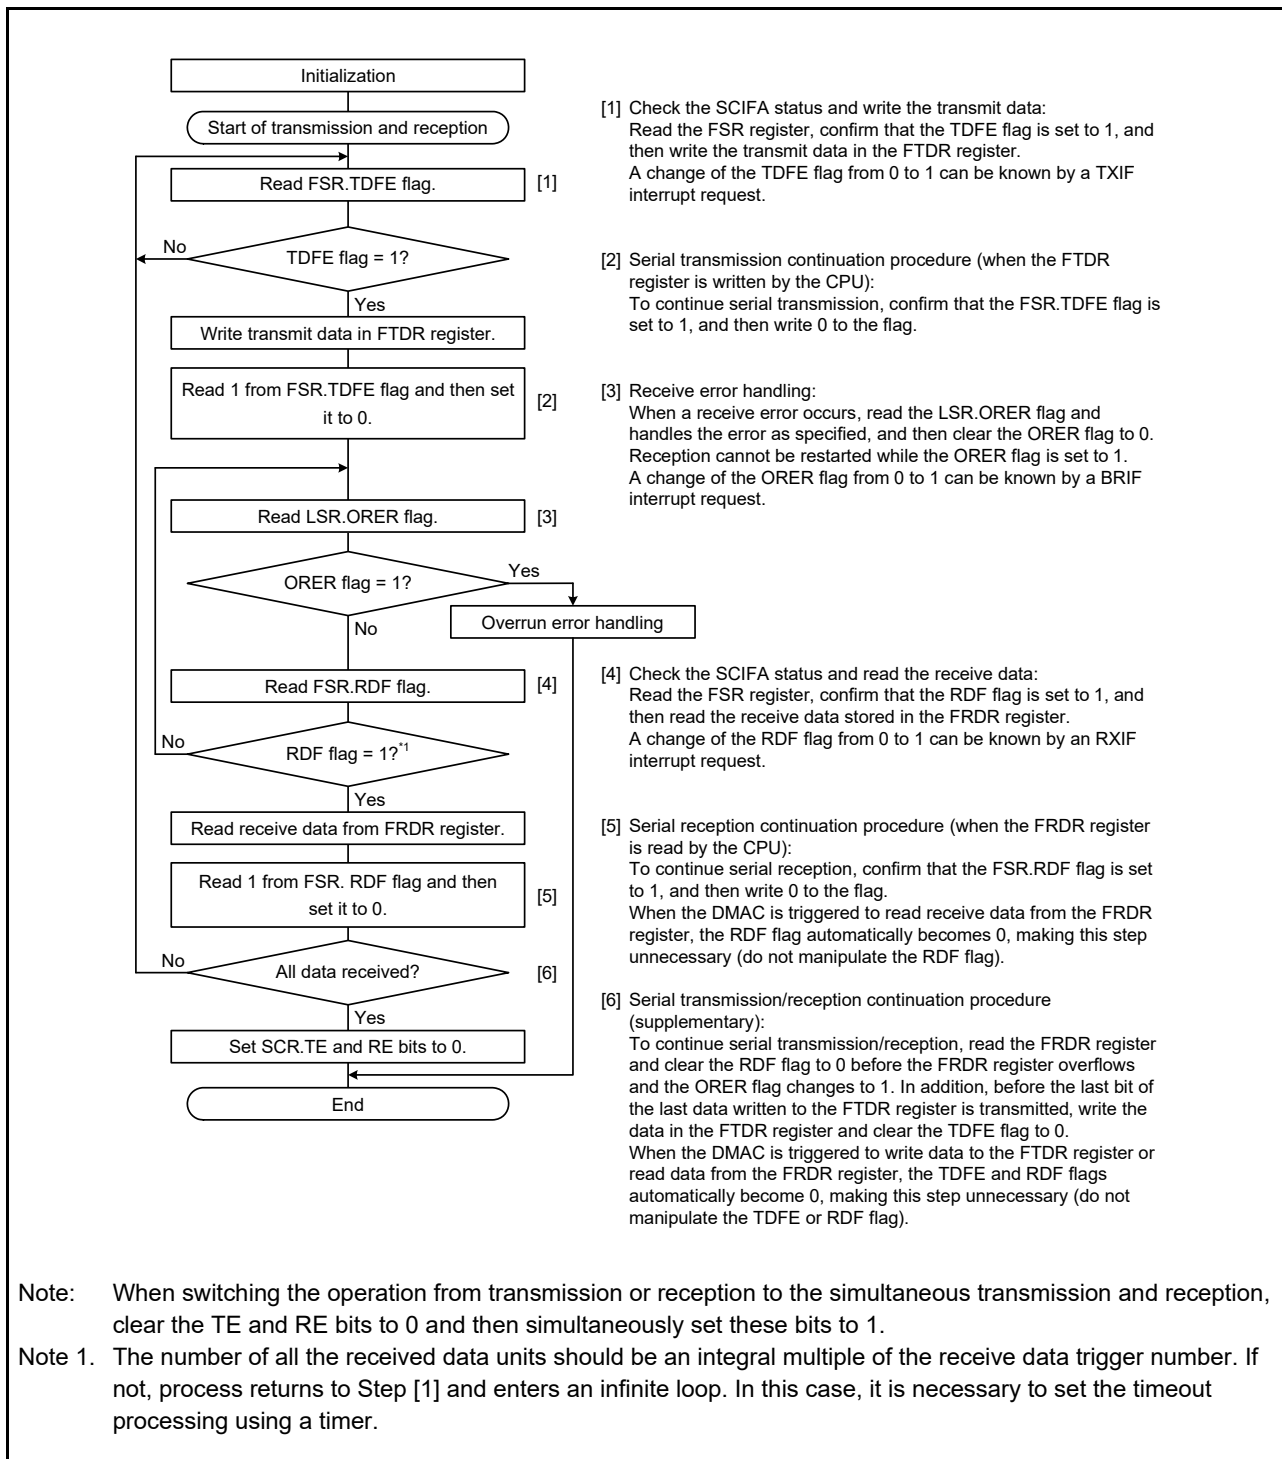 Initialization
Start of transmission and reception
Read FSR.TDFE flag.
[1]
No
TDFE flag = 1?
Yes
Write transmit data in FTDR register.
Read 1 from FSR.TDFE flag and then set
it to 0.
[2]
Read LSR.ORER flag.
[3]
ORER flag = 1?
Yes
No
Overrun error handling
Read FSR.RDF flag.
[4]
No
RDF flag = 1?*1
Yes
Read receive data from FRDR register.
Read 1 from FSR. RDF flag and then
set it to 0.
[5]
No
All data received?
[6]
Yes
Set SCR.TE and RE bits to 0.
End
[1] Check the SCIFA status and write the transmit data:
Read the FSR register, confirm that the TDFE flag is set to 1, and
then write the transmit data in the FTDR register.
A change of the TDFE flag from 0 to 1 can be known by a TXIF
interrupt request.
[2] Serial transmission continuation procedure (when the FTDR
register is written by the CPU):
To continue serial transmission, confirm that the FSR.TDFE flag is
set to 1, and then write 0 to the flag.
[3] Receive error handling:
When a receive error occurs, read the LSR.ORER flag and
handles the error as specified, and then clear the ORER flag to 0.
Reception cannot be restarted while the ORER flag is set to 1.
A change of the ORER flag from 0 to 1 can be known by a BRIF
interrupt request.
[4] Check the SCIFA status and read the receive data:
Read the FSR register, confirm that the RDF flag is set to 1, and
then read the receive data stored in the FRDR register.
A change of the RDF flag from 0 to 1 can be known by an RXIF
interrupt request.
[5] Serial reception continuation procedure (when the FRDR register
is read by the CPU):
To continue serial reception, confirm that the FSR.RDF flag is set
to 1, and then write 0 to the flag.
When the DMAC is triggered to read receive data from the FRDR
register, the RDF flag automatically becomes 0, making this step
unnecessary (do not manipulate the RDF flag).
[6] Serial transmission/reception continuation procedure
(supplementary):
To continue serial transmission/reception, read the FRDR register
and clear the RDF flag to 0 before the FRDR register overflows
and the ORER flag changes to 1. In addition, before the last bit of
the last data written to the FTDR register is transmitted, write the
data in the FTDR register and clear the TDFE flag to 0.
When the DMAC is triggered to write data to the FTDR register or
read data from the FRDR register, the TDFE and RDF flags
automatically become 0, making this step unnecessary (do not
manipulate the TDFE or RDF flag).
Note: When switching the operation from transmission or reception to the simultaneous transmission and reception,
clear the TE and RE bits to 0 and then simultaneously set these bits to 1.
Note 1. The number of all the received data units should be an integral multiple of the receive data trigger number. If
not, process returns to Step [1] and enters an infinite loop. In this case, it is necessary to set the timeout
processing using a timer.